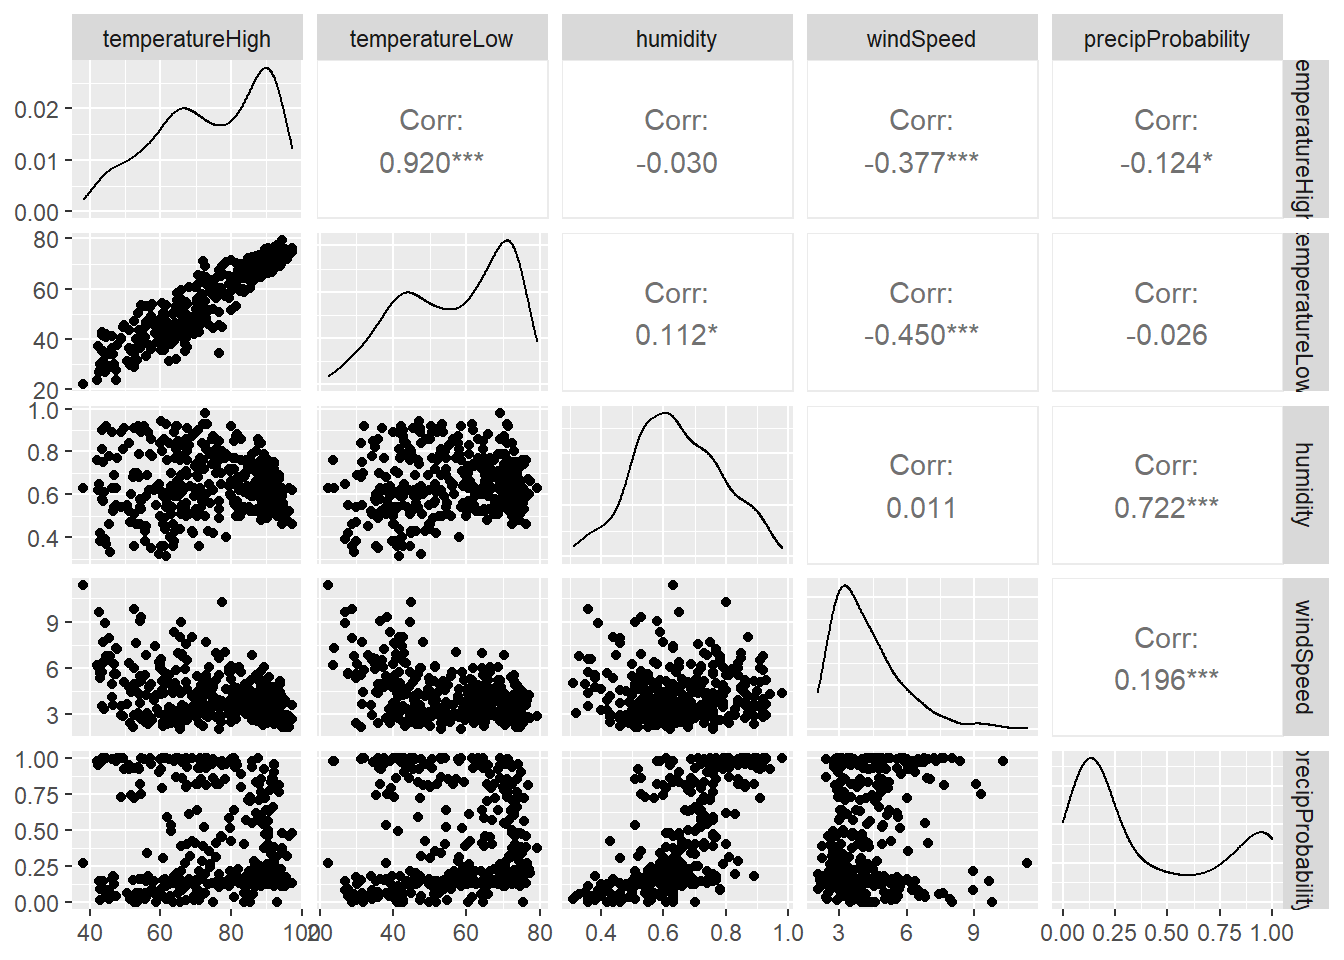 temperatureHigh temperatureLow humidity windSpeed precipProbability
0.02
0.01
0.00
Corr:
0.920***
Corr:
-0.030
Corr:
-0.377***
Corr:
-0.124*
emperatureHigh
80
60
40
20
Corr:
0.112*
Corr:
-0.450***
Corr:
-0.026
temperatureLow
1.0
0.8
0.6
0.4
Corr:
0.011
Corr:
0.722***
humidity
9
6
3
Corr:
0.196***
windSpeed
1.00
0.75
0.50
0.25
0.00
precipProbability
40 60 80 100
20 40 60 80
0.4 0.6 0.8 1.0
3 6 9
0.00 0.25 0.50 0.75 1.00